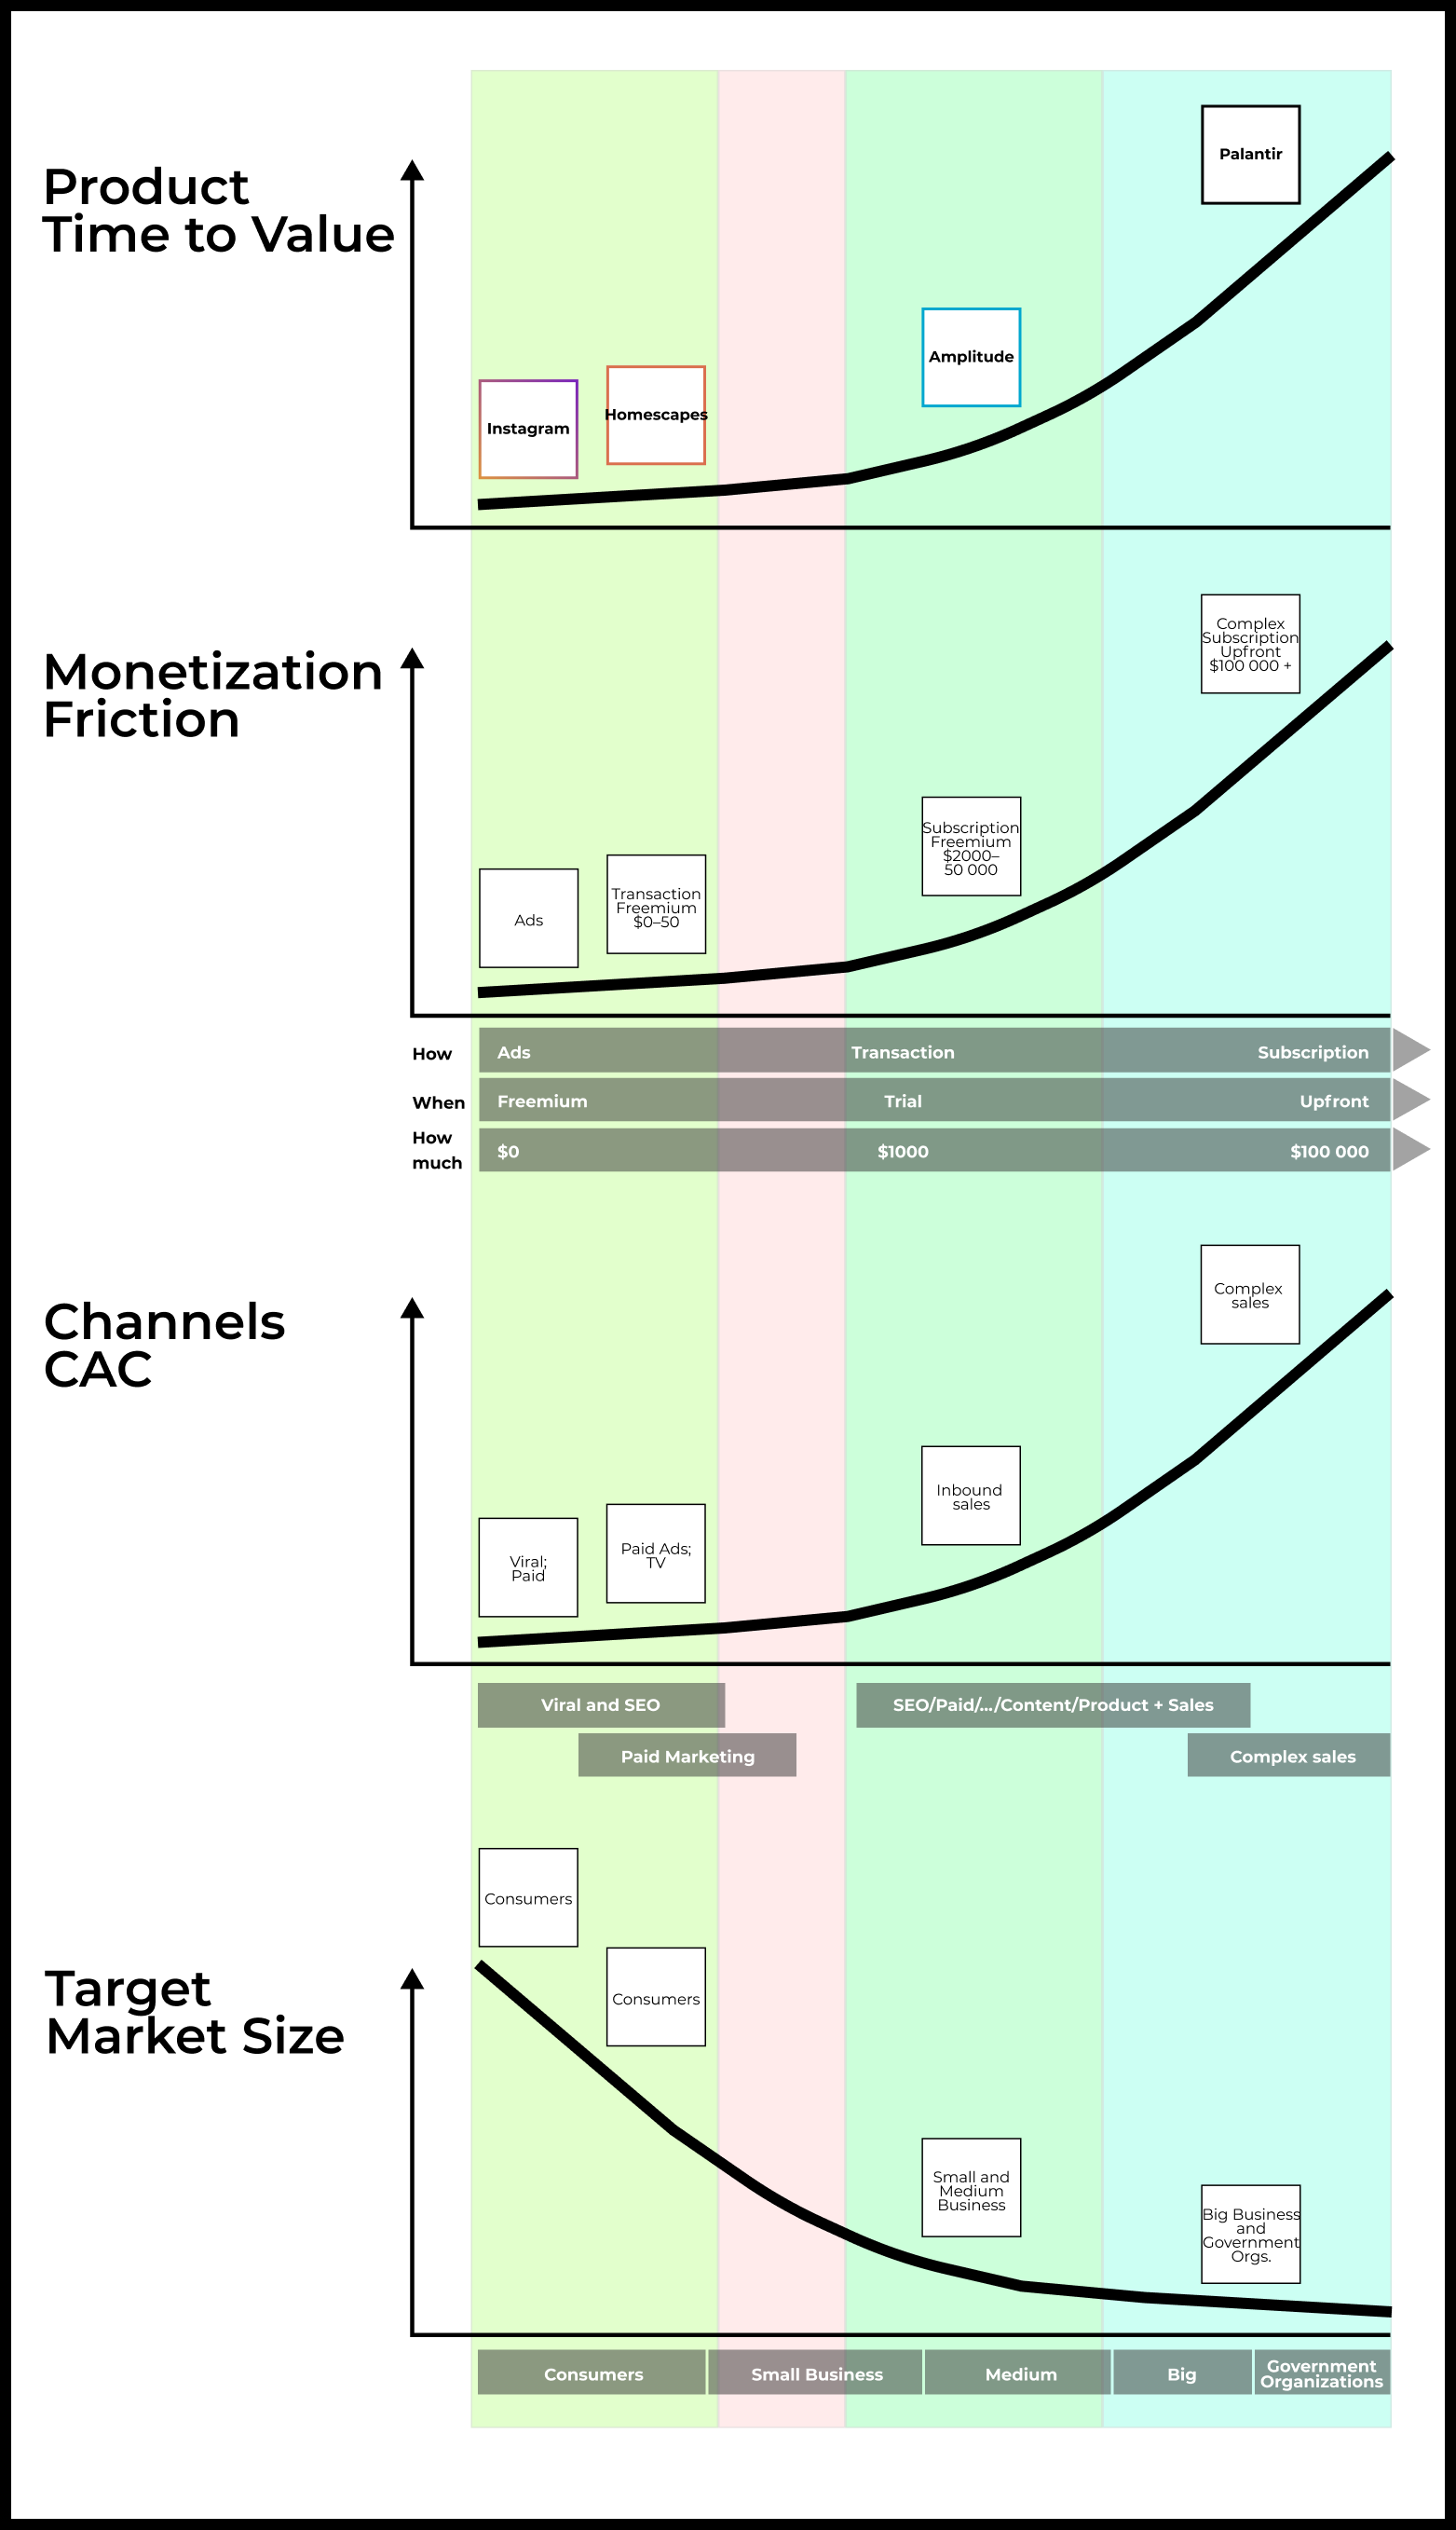 Product
Time to Value
Palantir
Amplitude
Homescapes
Instagram
Monetization
Friction
Complex
Subscription
Upfront
$100 000 +
Subscription
Freemium
$2000–
50 000
Transaction
Freemium
$0–50
Ads
How
Ads
Transaction
Subscription
When
Freemium
Trial
Upfront
How
much
$0
$1000
$100 000
Channels
CAC
Complex
sales
Inbound
sales
Paid Ads;
TV
Viral;
Paid
Viral and SEO
SEO/Paid/.../Content/Product + Sales
Paid Marketing
Complex sales
Target
Market Size
Consumers
Consumers
Small and
Medium
Business
Big Business
and
Government
Orgs.
Consumers
Small Business
Medium
Big
Government
Organizations